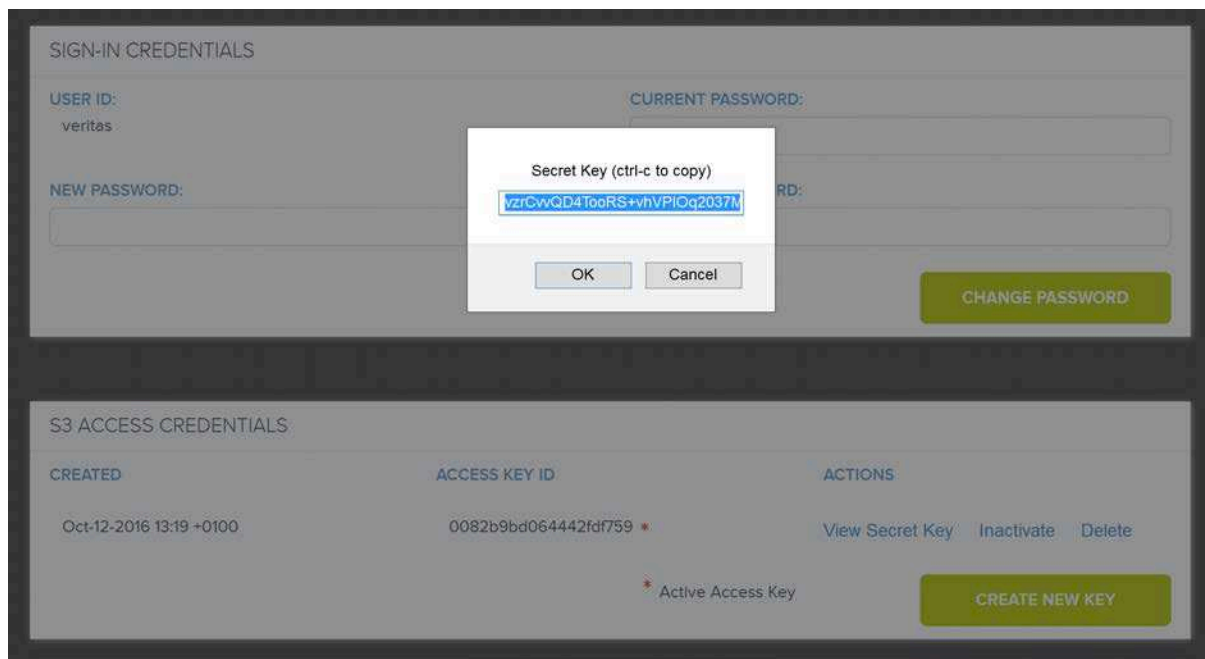 SIGN-IN CREDENTIALS
USER ID:
veritas
CURRENT PASSWORD:
Secret Key (ctrl-c to copy)
NEW PASSWORD:
RD:
OK
Cancel
CHANGE PASSWORD
S3 ACCESS CREDENTIALS
CREATED ACCESS KEY ID ACTIONS
Oct-12-2016 13:19 +0100 0082b9bd064442fdf759 * View Secret Key Inactivate Delete
* Active Access Key
CREATE NEW KEY